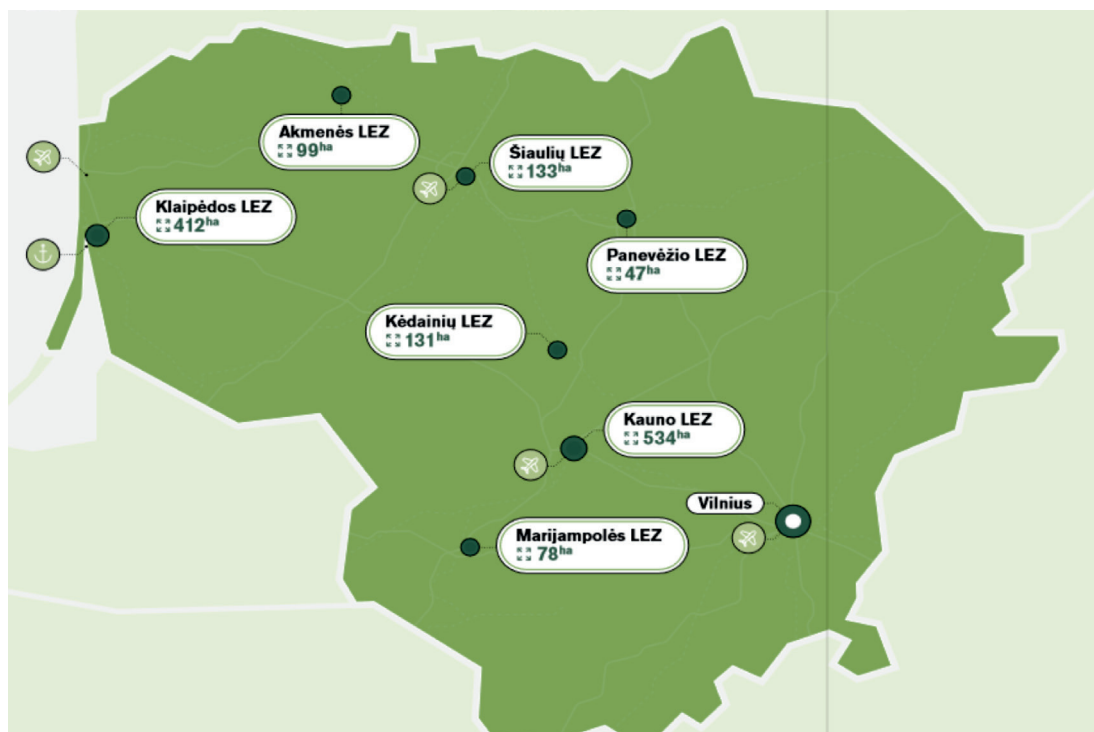 Akmenės LEZ
99ha
Šiaulių LEZ
133ha
Klaipėdos LEZ
412ha
Panevėžio LEZ
47ha
Kėdainių LEZ
131ha
Kauno LEZ
534ha
Vilnius
Marijampolės LEZ
78ha